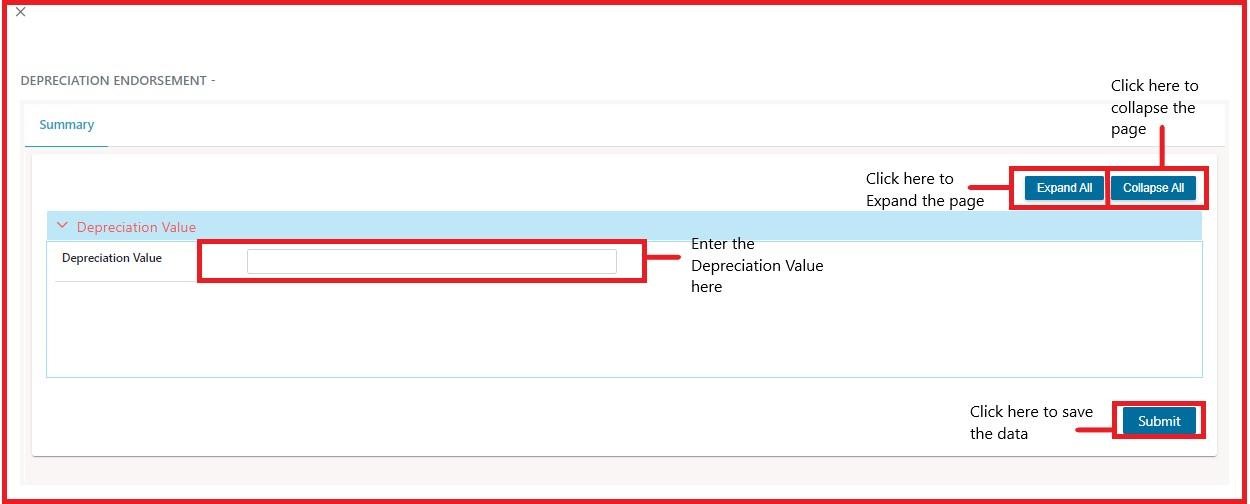 DEPRECIATION ENDORSEMENT -
Click here to
collapse the
page
Summary
Click here to
Expand the page
Expand All
Collapse All
Depreciation Value
Depreciation Value
Enter the
Depreciation Value
here
Click here to save
the data
Submit